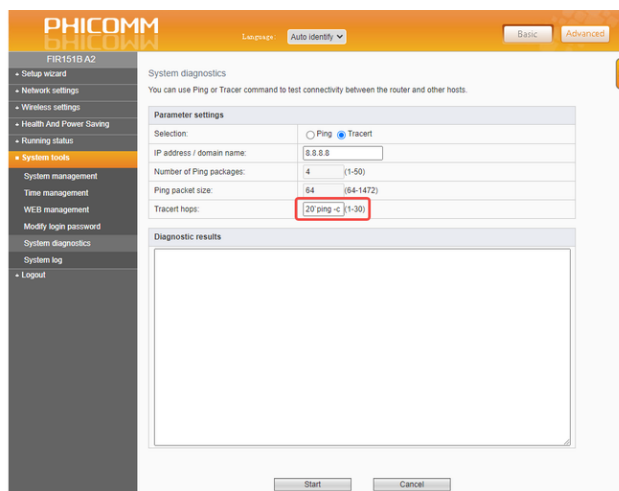 PHICOMM
Language: Auto identify
Basic Advanced
FIR151B A2
+ Setup wizard
+ Network settings
+ Wireless settings
+ Health And Power Saving
+ Running status
System tools
System management
Time management
WEB management
Modify login password
System diagnostics
System log
+ Logout
System diagnostics
You can use Ping or Tracer command to test connectivity between the router and other hosts.
Parameter settings
Selection: Ping Tracert
IP address / domain name: 8.8.8.8
Number of Ping packages: 4 (1-50)
Ping packet size: 64 (64-1472)
Tracert hops: 20`ping -c (1-30)
Diagnostic results
Start Cancel